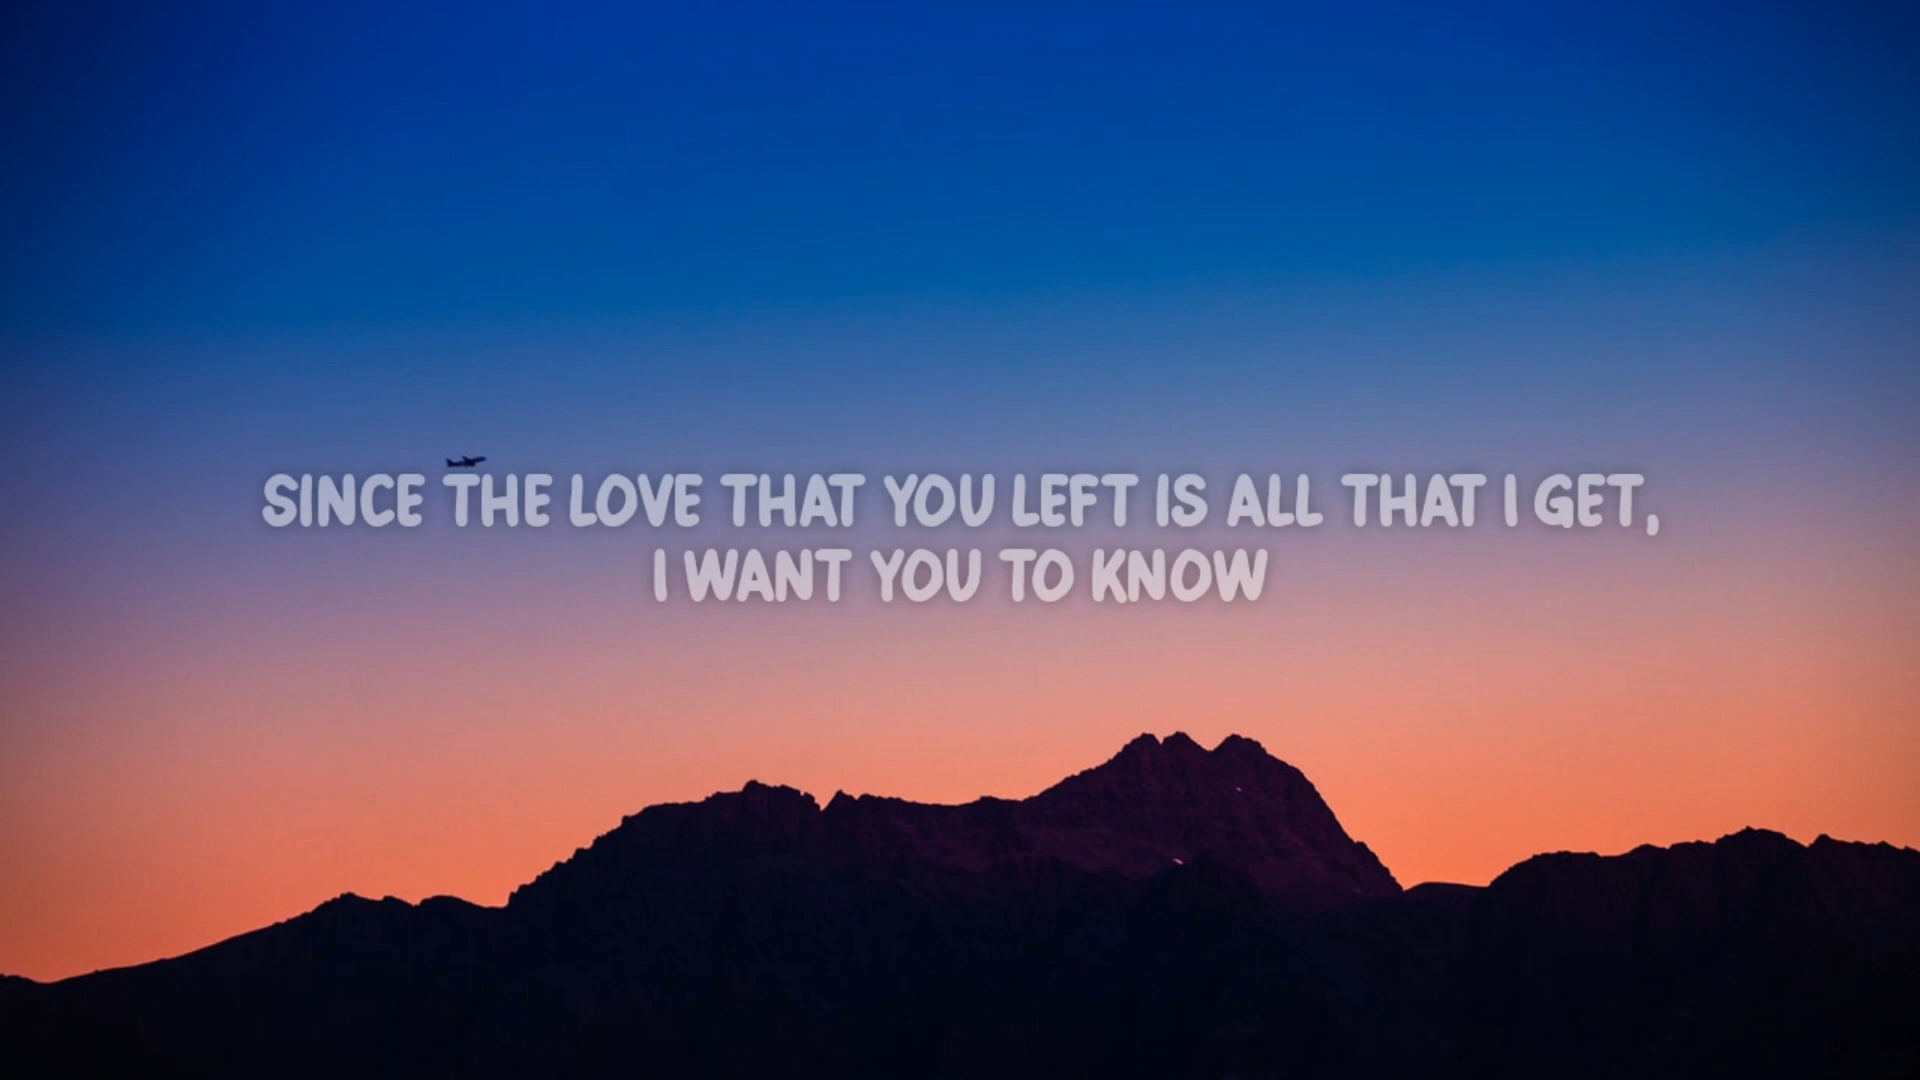 SINCE THE LOVE THAT YOU LEFT IS ALL THAT I GET,
I WANT YOU TO KNOW